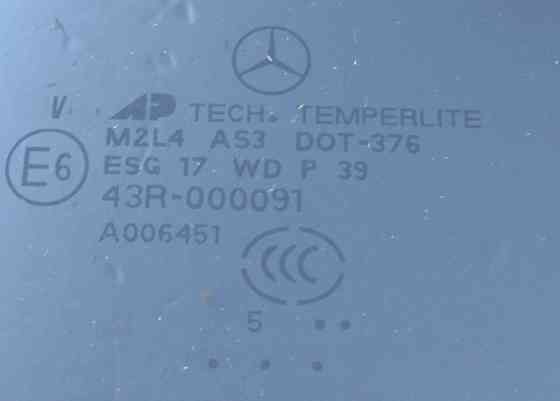 V AP TECH. TEMPERLITE
M2L4 AS3 DOT-376
E6
ESG 17 WD P 39
43R-000091
A006451
CCC
5 ••
•••